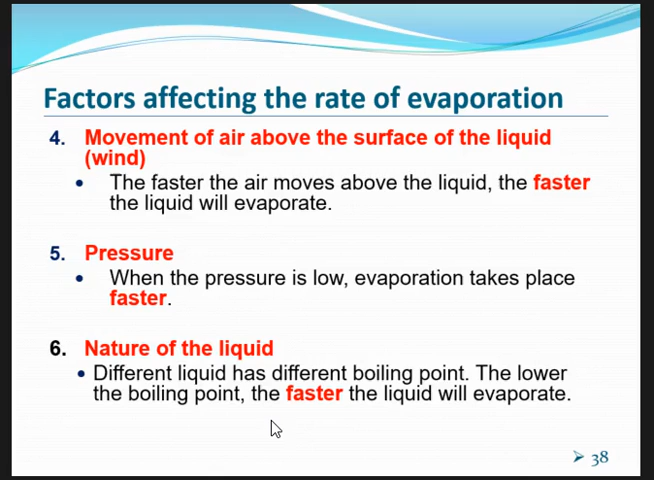 Factors affecting the rate of evaporation
4. Movement of air above the surface of the liquid
(wind)
• The faster the air moves above the liquid, the faster
the liquid will evaporate.
5. Pressure
• When the pressure is low, evaporation takes place
faster.
6. Nature of the liquid
• Different liquid has different boiling point. The lower
the boiling point, the faster the liquid will evaporate.
➢ 38